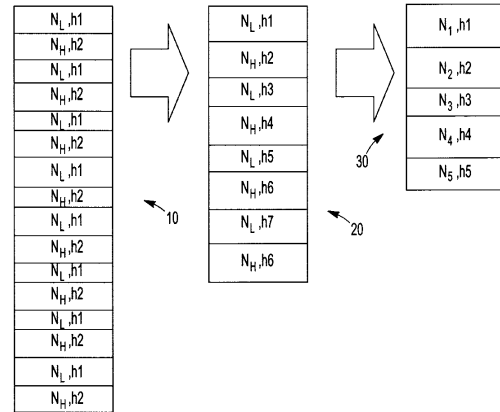 N_L ,h1
N_H ,h2
N_L ,h1
N_H ,h2
N_L ,h1
N_H ,h2
N_L ,h1
N_H ,h2
N_L ,h1
N_H ,h2
N_L ,h1
N_H ,h2
N_L ,h1
N_H ,h2
N_L ,h1
N_H ,h2
10
N_L ,h1
N_H ,h2
N_L ,h3
N_H ,h4
N_L ,h5
N_H ,h6
N_L ,h7
N_H ,h6
20
30
N_1 ,h1
N_2 ,h2
N_3 ,h3
N_4 ,h4
N_5 ,h5